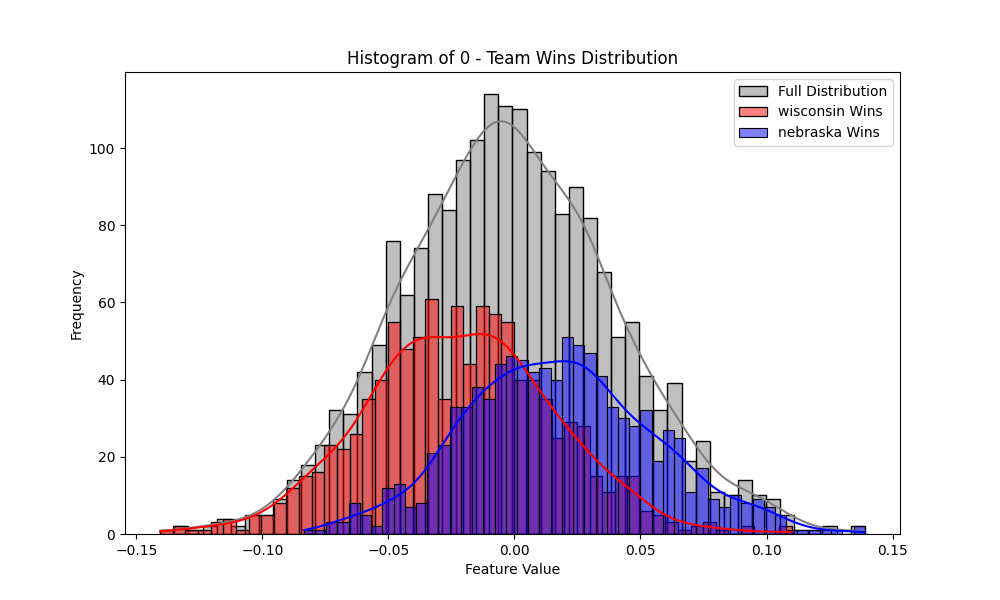 Histogram of 0 - Team Wins Distribution
Full Distribution
wisconsin Wins
nebraska Wins
Frequency
100
80
60
40
20
0
−0.15 −0.10 −0.05 0.00 0.05 0.10 0.15
Feature Value